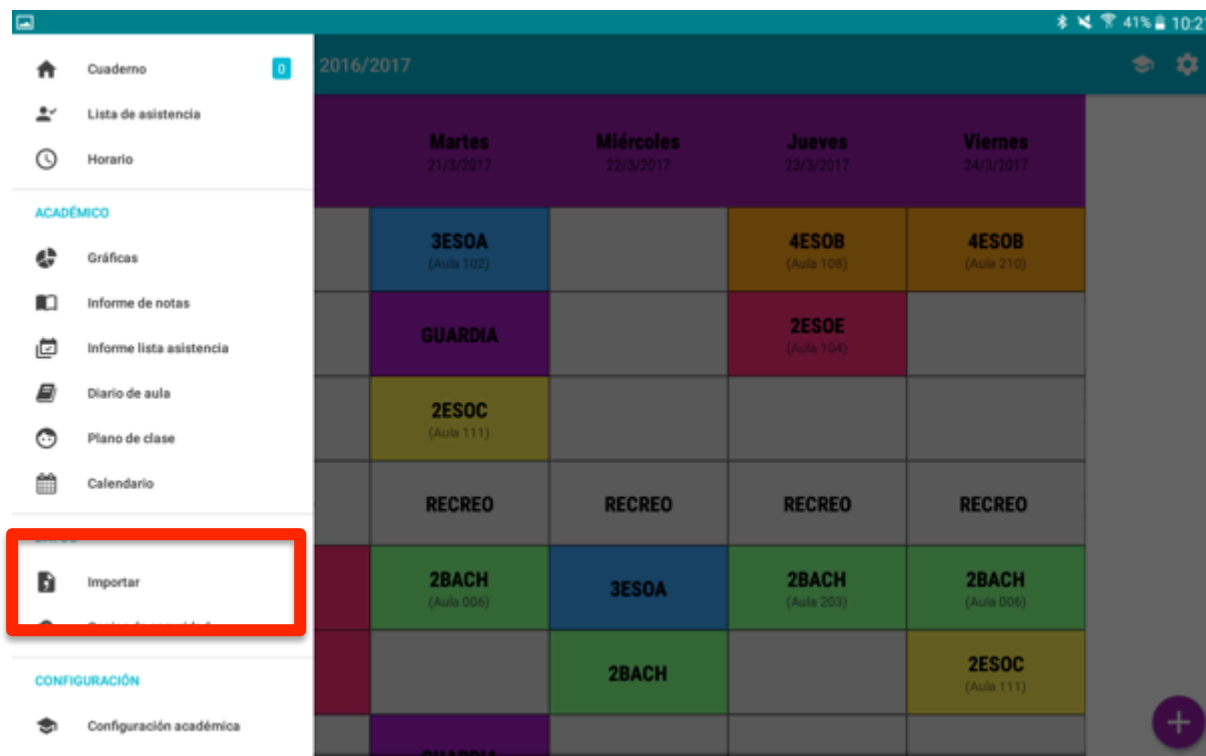 41% 10:21
Cuaderno 0
Lista de asistencia
Horario
ACADÉMICO
Gráficas
Informe de notas
Informe lista asistencia
Diario de aula
Plano de clase
Calendario
Importar
CONFIGURACIÓN
Configuración académica
2016/2017
Martes Miércoles Jueves Viernes
21/3/2017 22/3/2017 23/3/2017 24/3/2017
3ESOA 4ESOB 4ESOB
(Aula 102) (Aula 108) (Aula 210)
GUARDIA 2ESOE
(Aula 104)
2ESOC
(Aula 111)
RECREO RECREO RECREO RECREO
2BACH 3ESOA 2BACH 2BACH
(Aula 006) (Aula 203) (Aula 006)
2BACH 2ESOC
(Aula 111)